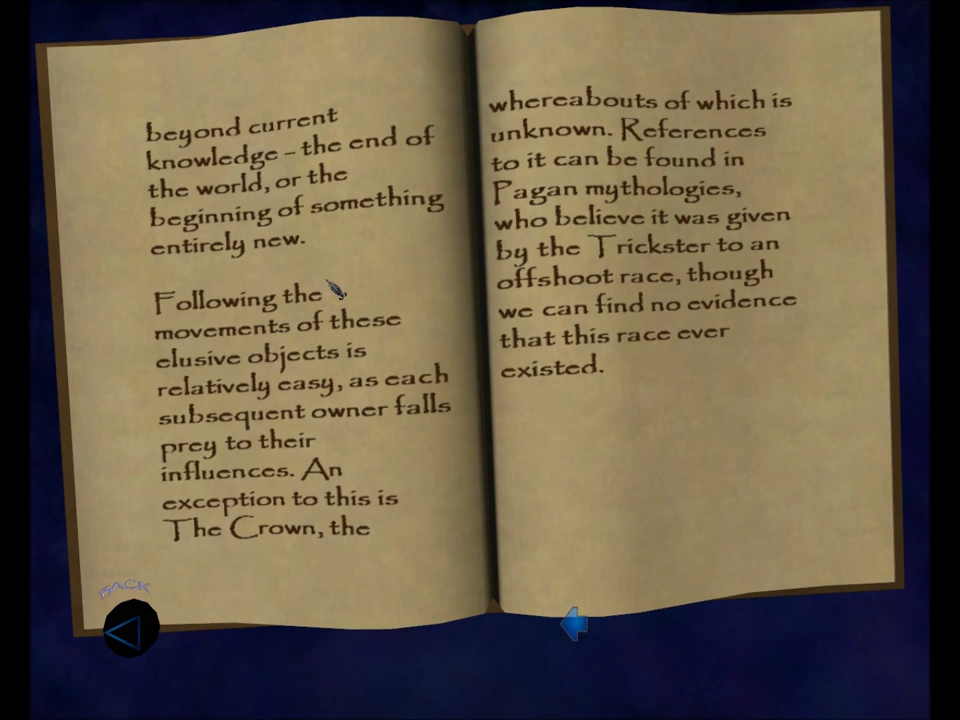 beyond current
knowledge - the end of
the world, or the
beginning of something
entirely new.
Following the
movements of these
elusive objects is
relatively easy, as each
subsequent owner falls
prey to their
influences. An
exception to this is
The Crown, the
whereabouts of which is
unknown. References
to it can be found in
Pagan mythologies,
who believe it was given
by the Trickster to an
offshoot race, though
we can find no evidence
that this race ever
existed.
BACK